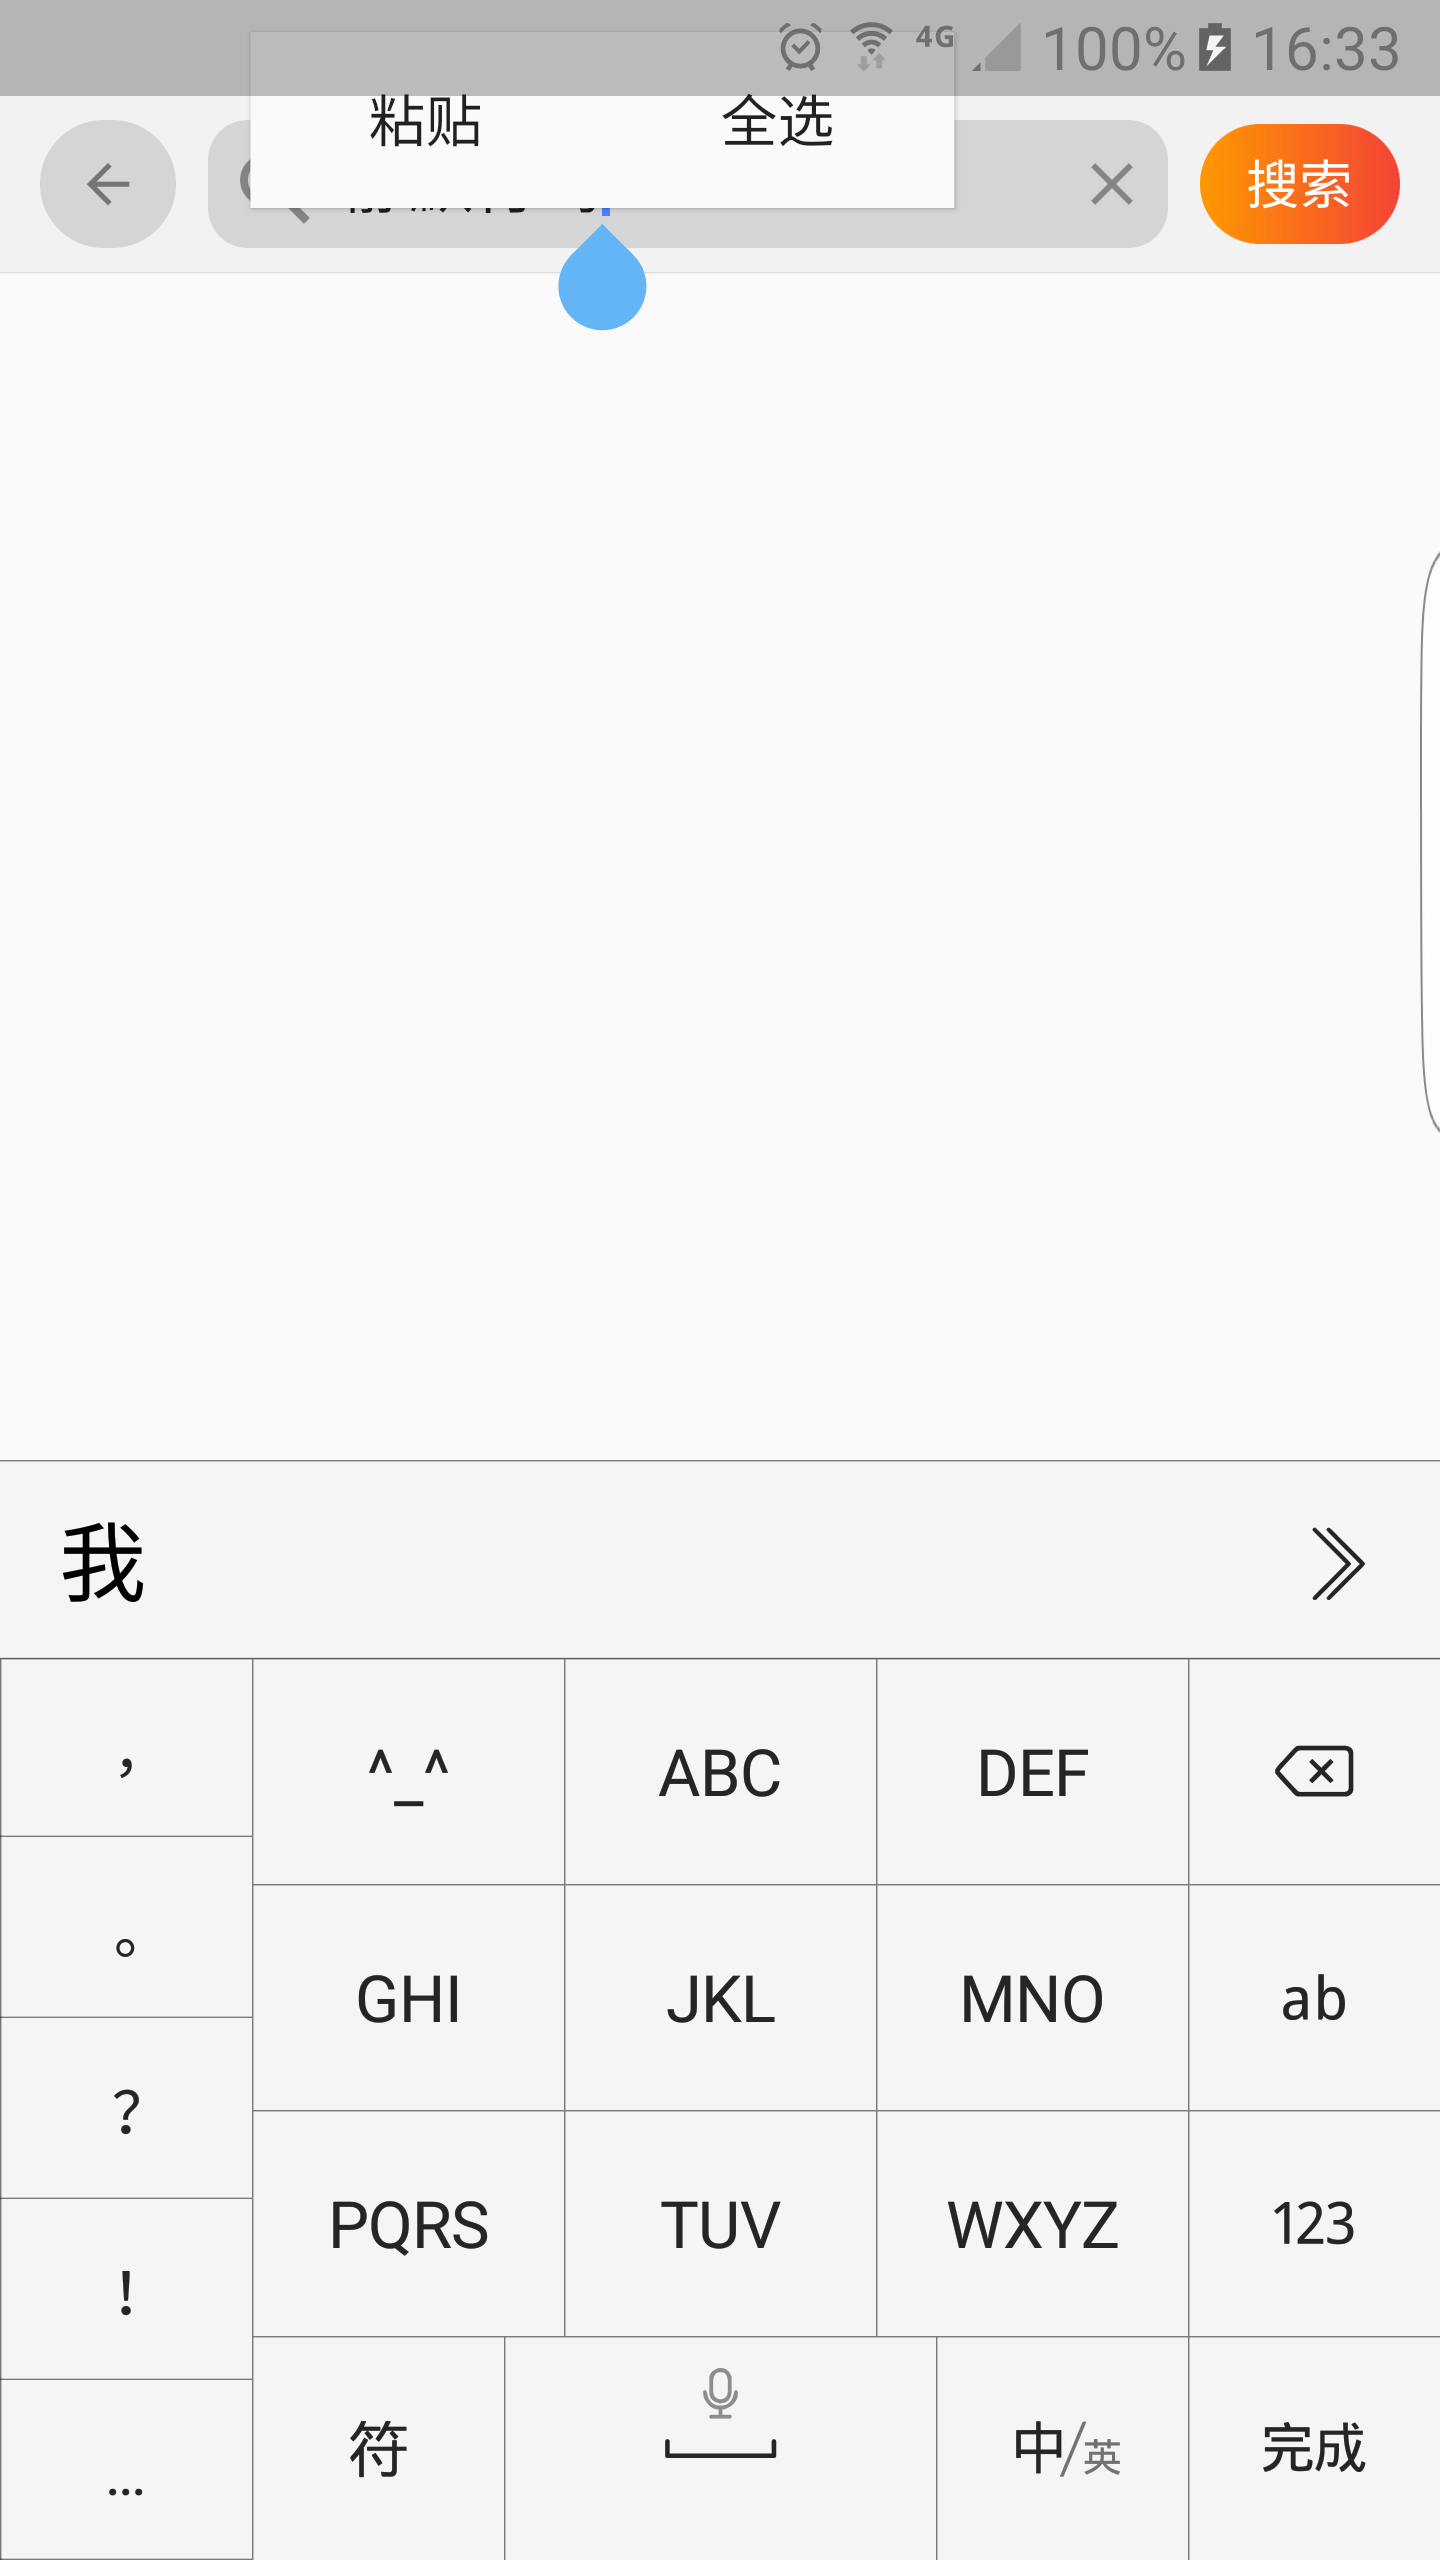 4G 100% 16:33
粘贴 全选
搜索
我
， ^_^ ABC DEF
。 GHI JKL MNO ab
？ PQRS TUV WXYZ 123
！
… 符 中/英 完成